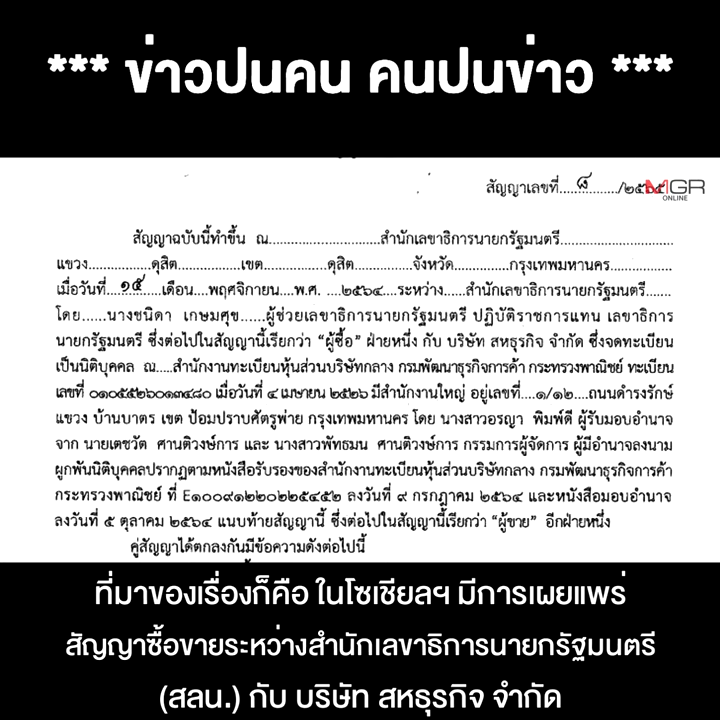 *** ข่าวปนคน คนปนข่าว ***
สัญญาเลขที่.....๘......./๒๕๖๕
MGR
ONLINE
สัญญาฉบับนี้ทำขึ้น ณ............................สำนักเลขาธิการนายกรัฐมนตรี............................
แขวง................ดุสิต................เขต................ดุสิต...............จังหวัด..............กรุงเทพมหานคร................
เมื่อวันที่....๑๕......เดือน....พฤศจิกายน....พ.ศ. ....๒๕๖๔.....ระหว่าง......สำนักเลขาธิการนายกรัฐมนตรี.......
โดย......นางชนิดา เกษมศุข......ผู้ช่วยเลขาธิการนายกรัฐมนตรี ปฏิบัติราชการแทน เลขาธิการ
นายกรัฐมนตรี ซึ่งต่อไปในสัญญานี้เรียกว่า “ผู้ซื้อ” ฝ่ายหนึ่ง กับ บริษัท สหธุรกิจ จำกัด ซึ่งจดทะเบียน
เป็นนิติบุคคล ณ.....สำนักงานทะเบียนหุ้นส่วนบริษัทกลาง กรมพัฒนาธุรกิจการค้า กระทรวงพาณิชย์ ทะเบียน
เลขที่ ๐๑๐๕๕๒๖๐๑๓๔๘๐ เมื่อวันที่ ๔ เมษายน ๒๕๒๖ มีสำนักงานใหญ่ อยู่เลขที่....๑/๑๒....ถนนดำรงรักษ์
แขวง บ้านบาตร เขต ป้อมปราบศัตรูพ่าย กรุงเทพมหานคร โดย นางสาวอรญา พิมพ์ดี ผู้รับมอบอำนาจ
จาก นายเตชวัต ศานติวงษ์การ และ นางสาวพัทธมน ศานติวงษ์การ กรรมการผู้จัดการ ผู้มีอำนาจลงนาม
ผูกพันนิติบุคคลปรากฏตามหนังสือรับรองของสำนักงานทะเบียนหุ้นส่วนบริษัทกลาง กรมพัฒนาธุรกิจการค้า
กระทรวงพาณิชย์ ที่ E๑๐๐๙๑๒๒๐๒๒๕๔๕๒ ลงวันที่ ๙ กรกฎาคม ๒๕๖๔ และหนังสือมอบอำนาจ
ลงวันที่ ๕ ตุลาคม ๒๕๖๔ แนบท้ายสัญญานี้ ซึ่งต่อไปในสัญญานี้เรียกว่า “ผู้ขาย” อีกฝ่ายหนึ่ง
คู่สัญญาได้ตกลงกันมีข้อความดังต่อไปนี้
ที่มาของเรื่องก็คือ ในโซเชียลฯ มีการเผยแพร่
สัญญาซื้อขายระหว่างสำนักเลขาธิการนายกรัฐมนตรี
(สลน.) กับ บริษัท สหธุรกิจ จำกัด